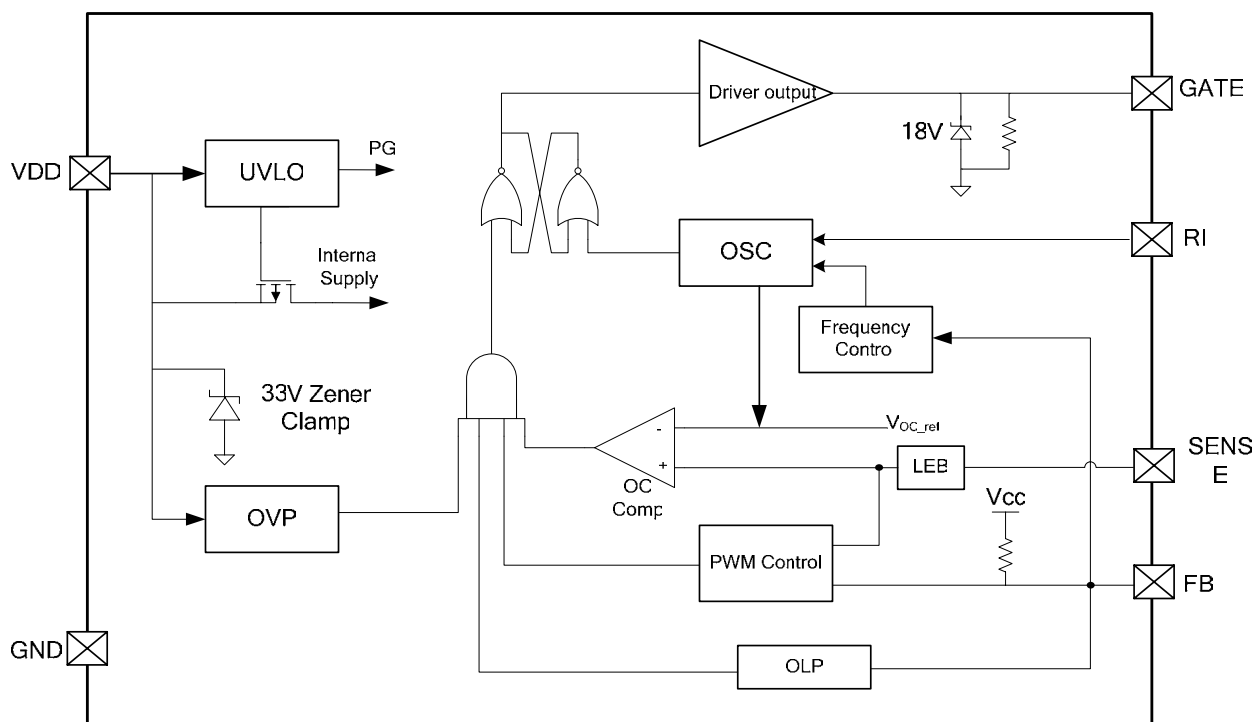 GATE
Driver output
18V
VDD
UVLO
PG
OSC
RI
Interna
Supply
Frequency
Contro
33V Zener
Clamp
-
VOC_ref
+
LEB
SENS
E
OC
Comp
Vcc
OVP
PWM Control
FB
GND
OLP